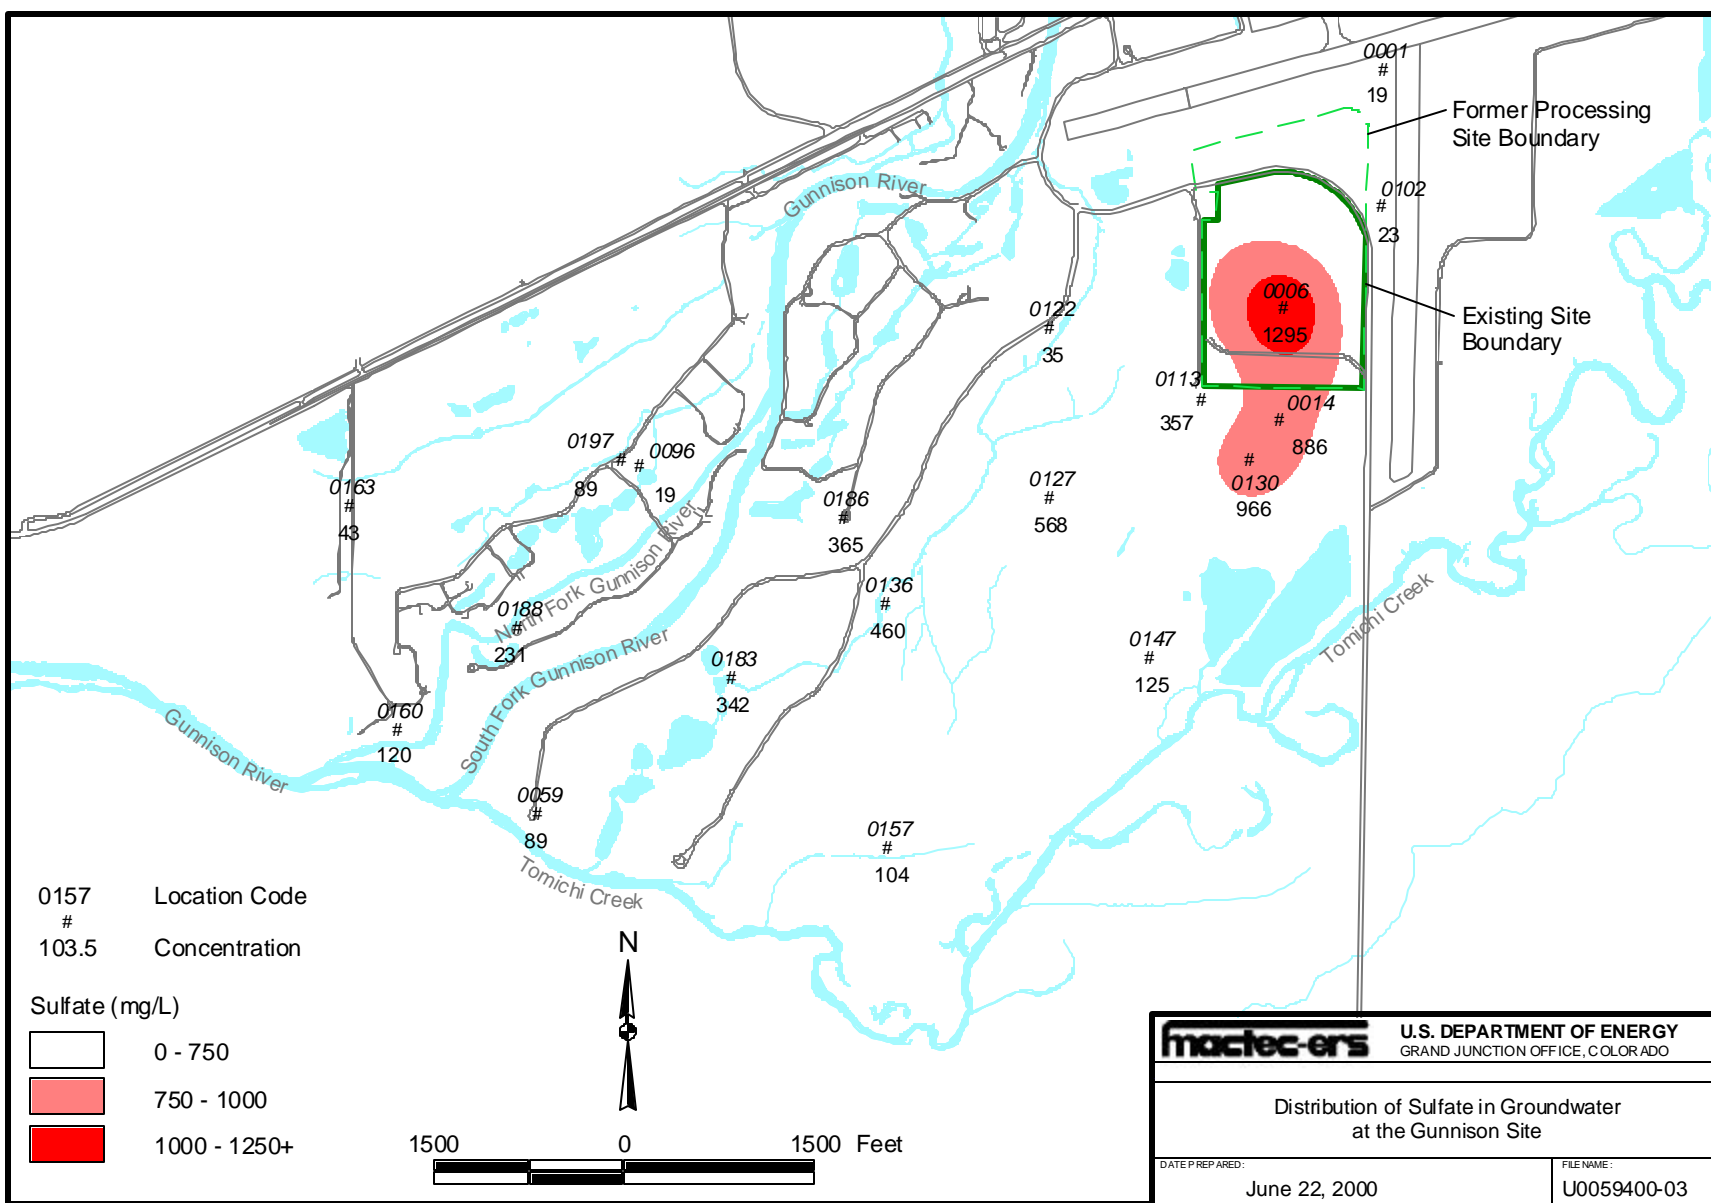 0001
#
19
Former Processing
Site Boundary
0102
#
23
Gunnison River
0006
#
1295
Existing Site
Boundary
0122
#
35
0113
#
357
0014
#
886
0197
#
89
0096
#
19
0130
#
966
0163
#
43
0186
#
365
0127
#
568
North Fork Gunnison River
0188
#
231
0136
#
460
Tomichi Creek
South Fork Gunnison River
0183
#
342
0147
#
125
0160
#
120
Gunnison River
0059
#
89
0157
#
104
Tomichi Creek
0157 Location Code
#
103.5 Concentration
N
Sulfate (mg/L)
0 - 750
750 - 1000
1000 - 1250+
1500 0 1500 Feet
mactec-ers
U.S. DEPARTMENT OF ENERGY
GRAND JUNCTION OFFICE, COLORADO
Distribution of Sulfate in Groundwater
at the Gunnison Site
DATE PREPARED:
June 22, 2000
FILENAME:
U0059400-03